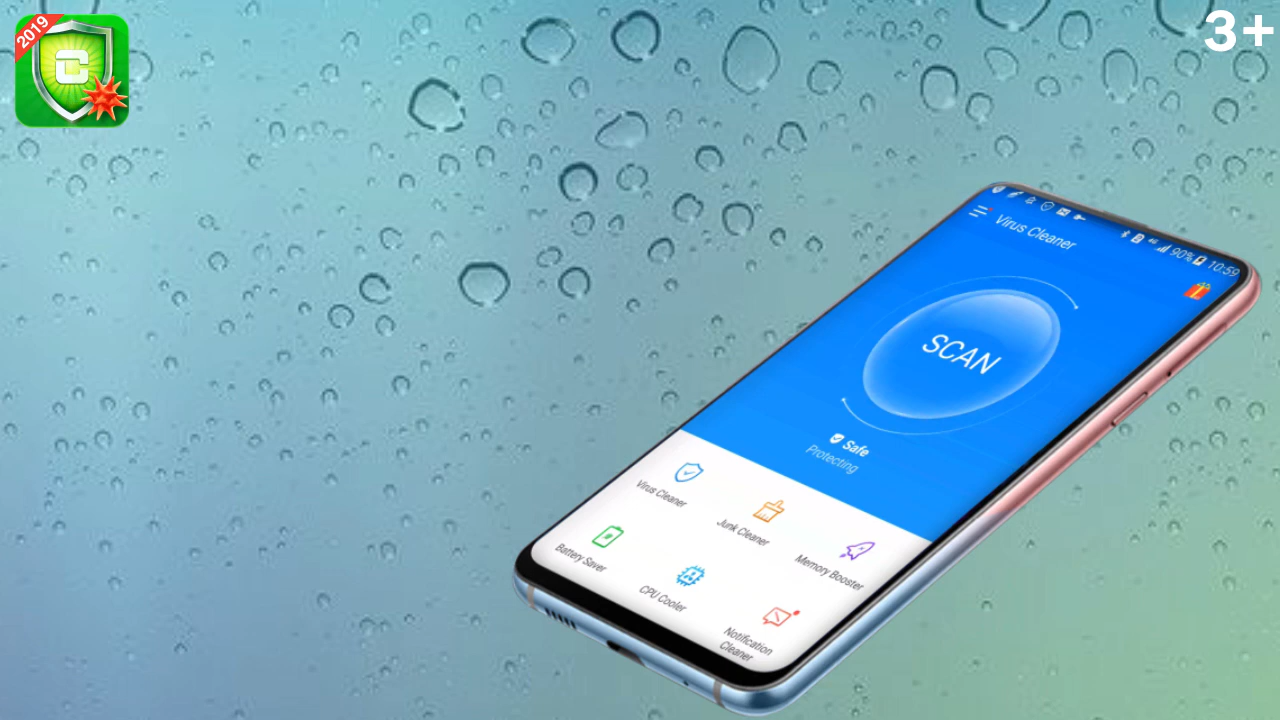 2019
C
3+
Virus Cleaner
90% 10:59
SCAN
Safe
Protecting
Virus Cleaner
Junk Cleaner
Memory Booster
Battery Saver
CPU Cooler
Notification
Cleaner